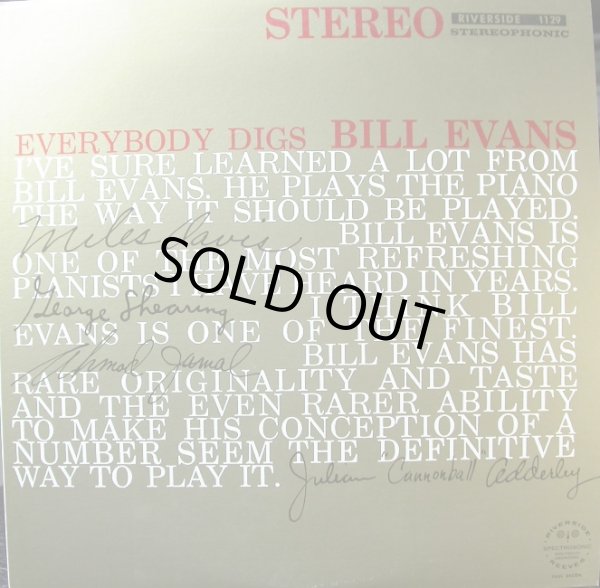 STEREO
RIVERSIDE 1129
STEREOPHONIC
EVERYBODY DIGS BILL EVANS
I'VE SURE LEARNED A LOT FROM
BILL EVANS. HE PLAYS THE PIANO
THE WAY IT SHOULD BE PLAYED.
Miles Davis BILL EVANS IS
ONE OF THE MOST REFRESHING
PIANISTS I HAVE HEARD IN YEARS.
George Shearing I THINK BILL
EVANS IS ONE OF THE FINEST.
Ahmad Jamal BILL EVANS HAS
RARE ORIGINALITY AND TASTE
AND THE EVEN RARER ABILITY
TO MAKE HIS CONCEPTION OF A
NUMBER SEEM THE DEFINITIVE
WAY TO PLAY IT. Julian "Cannonball" Adderley
SOLD OUT
RIVERSIDE
SPECTROSONIC
REEVES